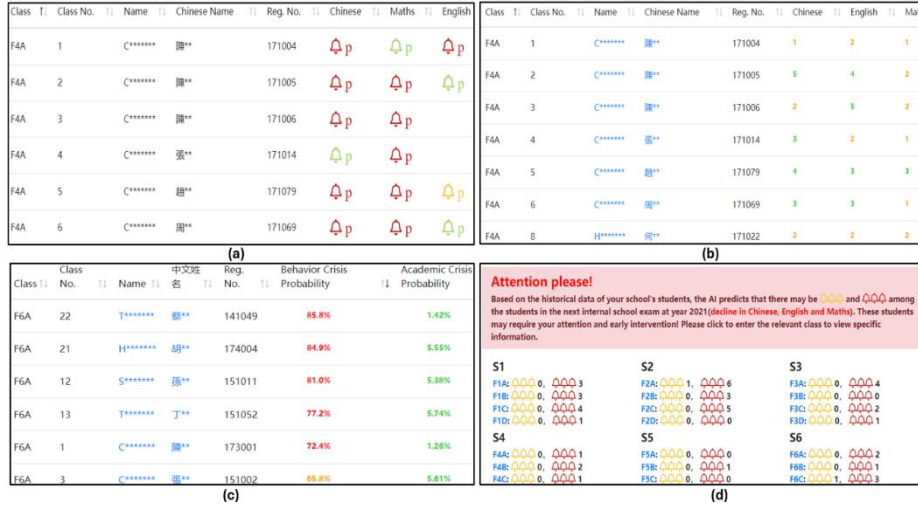 Class Class No. Name Chinese Name Reg. No. Chinese Maths English
F4A 1 C******* 陳** 171004 p p p
F4A 2 C******* 陳** 171005 p p p
F4A 3 C******* 陳** 171006 p p
F4A 4 C******* 張** 171014 p p
F4A 5 C******* 趙** 171079 p p p
F4A 6 C******* 周** 171069 p p p
(a)
Class Class No. Name Chinese Name Reg. No. Chinese English
F4A 1 C******* 陳** 171004 1 2 1
F4A 2 C******* 陳** 171005 5 4 2
F4A 3 C******* 陳** 171006 2 5 2
F4A 4 C******* 張** 171014 3 2 1
F4A 5 C******* 趙** 171079 4 3 3
F4A 6 C******* 周** 171069 3 3 1
F4A 8 H******* 何** 171022 2 2 2
(b)
Class Class No. Name 中文姓名 Reg. No. Behavior Crisis Probability Academic Crisis Probability
F6A 22 T******* 蔡** 141049 85.8% 1.42%
F6A 21 H******* 胡** 174004 84.9% 5.55%
F6A 12 S******* 孫** 151011 81.0% 5.38%
F6A 13 T******* 丁** 151052 77.2% 5.74%
F6A 1 C******* 陳** 173001 72.4% 1.26%
F6A 3 C******* 張** 151002 65.8% 5.61%
(c)
Attention please!
Based on the historical data of your school's students, the AI predicts that there may be and among
the students in the next internal school exam at year 2021(decline in Chinese, English and Maths). These students
may require your attention and early intervention! Please click to enter the relevant class to view specific
information.
S1 S2 S3
F1A: 0, 3 F2A: 1, 6 F3A: 0, 4
F1B: 0, 3 F2B: 0, 3 F3B: 0, 0
F1C: 0, 4 F2C: 0, 5 F3C: 0, 2
F1D: 0, 1 F2D: 0, 0 F3D: 0, 1
S4 S5 S6
F4A: 0, 1 F5A: 0, 0 F6A: 0, 2
F4B: 0, 2 F5B: 0, 1 F6B: 0, 1
F4C: 0, 1 F5C: 0, 0 F6C: 1, 3
(d)